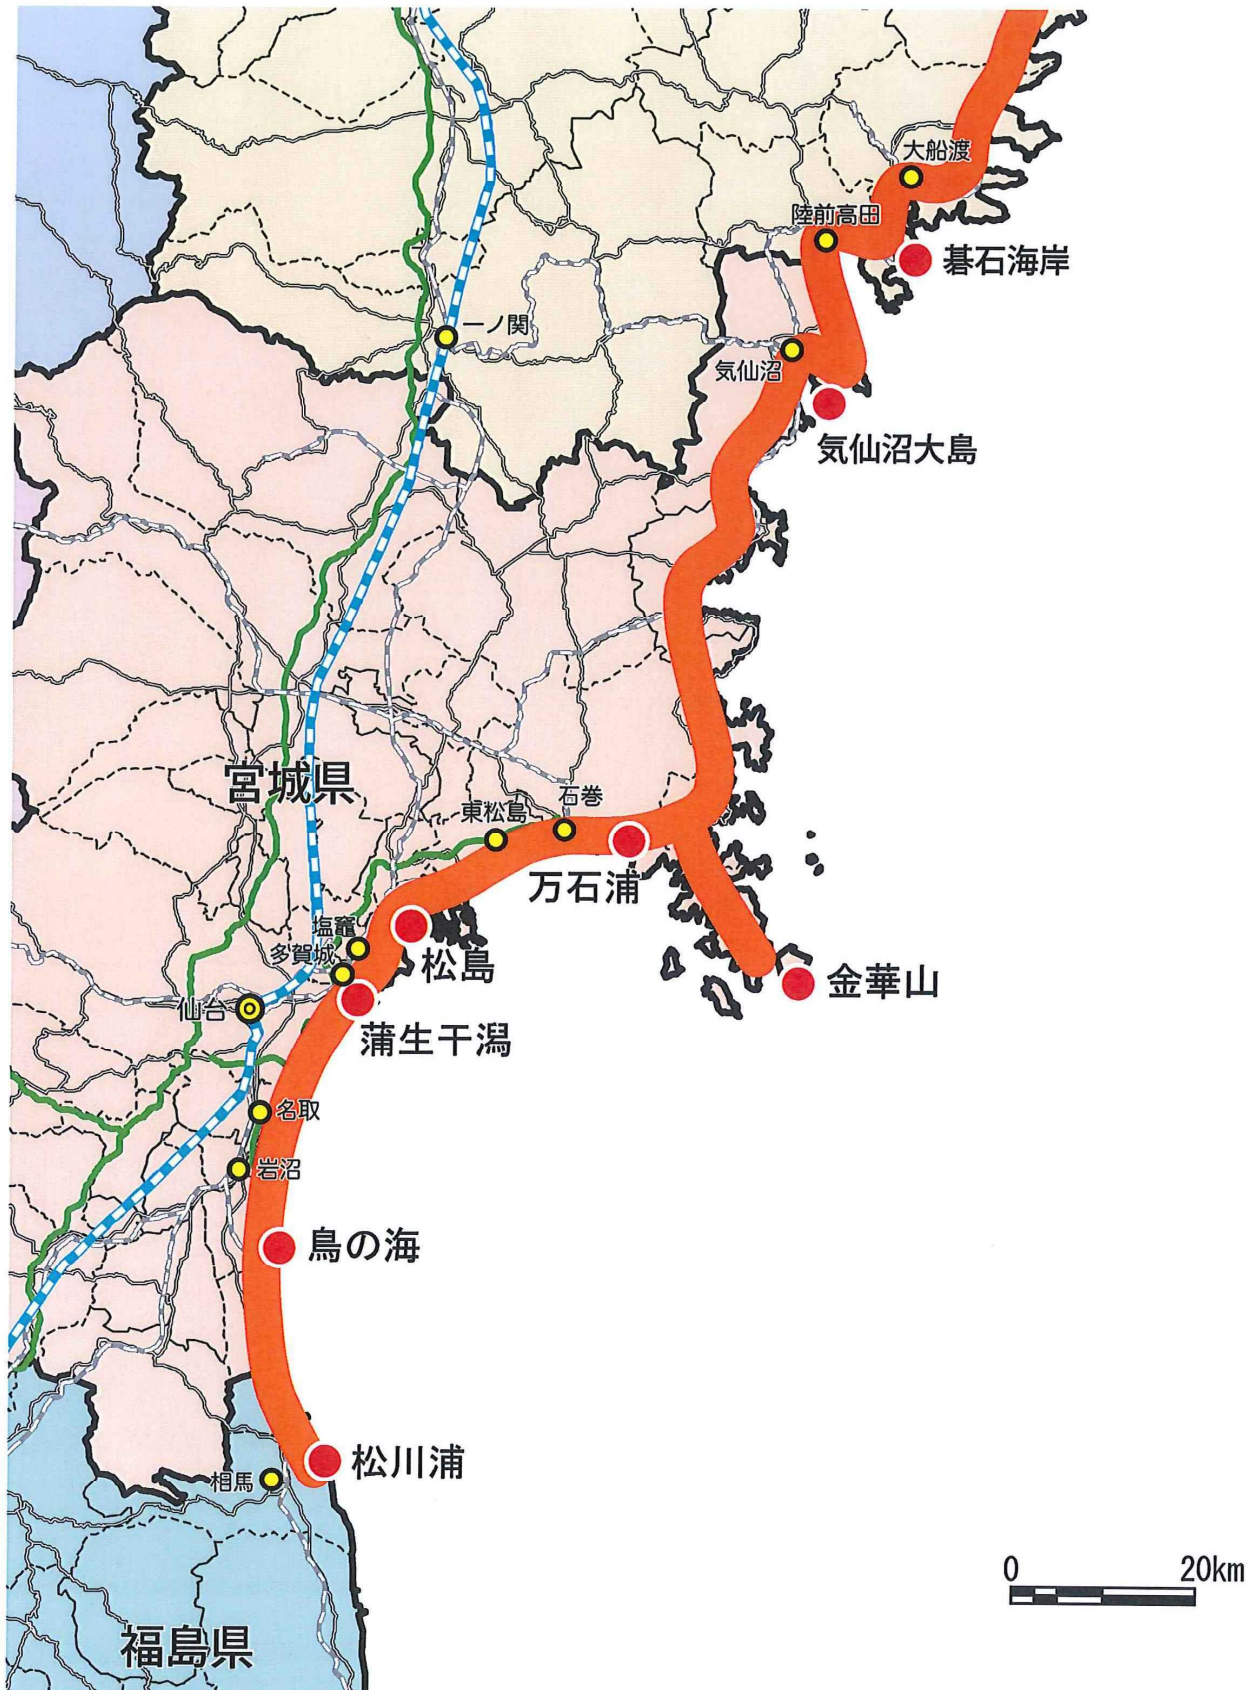 大船渡
陸前高田
碁石海岸
一ノ関
気仙沼
気仙沼大島
宮城県
石巻
東松島
万石浦
塩竈
多賀城
松島
金華山
仙台
蒲生干潟
名取
岩沼
鳥の海
松川浦
相馬
0 20km
福島県